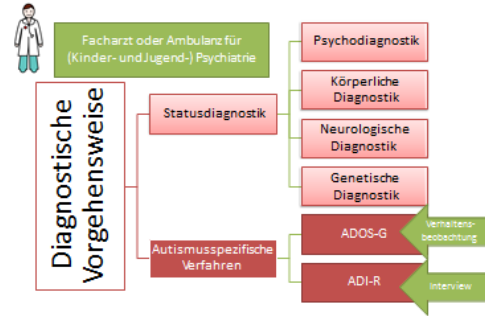 Facharzt oder Ambulanz für
(Kinder- und Jugend-) Psychiatrie
Diagnostische
Vorgehensweise
Statusdiagnostik
Psychodiagnostik
Körperliche
Diagnostik
Neurologische
Diagnostik
Genetische
Diagnostik
Autismusspezifische
Verfahren
ADOS-G
Verhaltens-
beobachtung
ADI-R
Interview